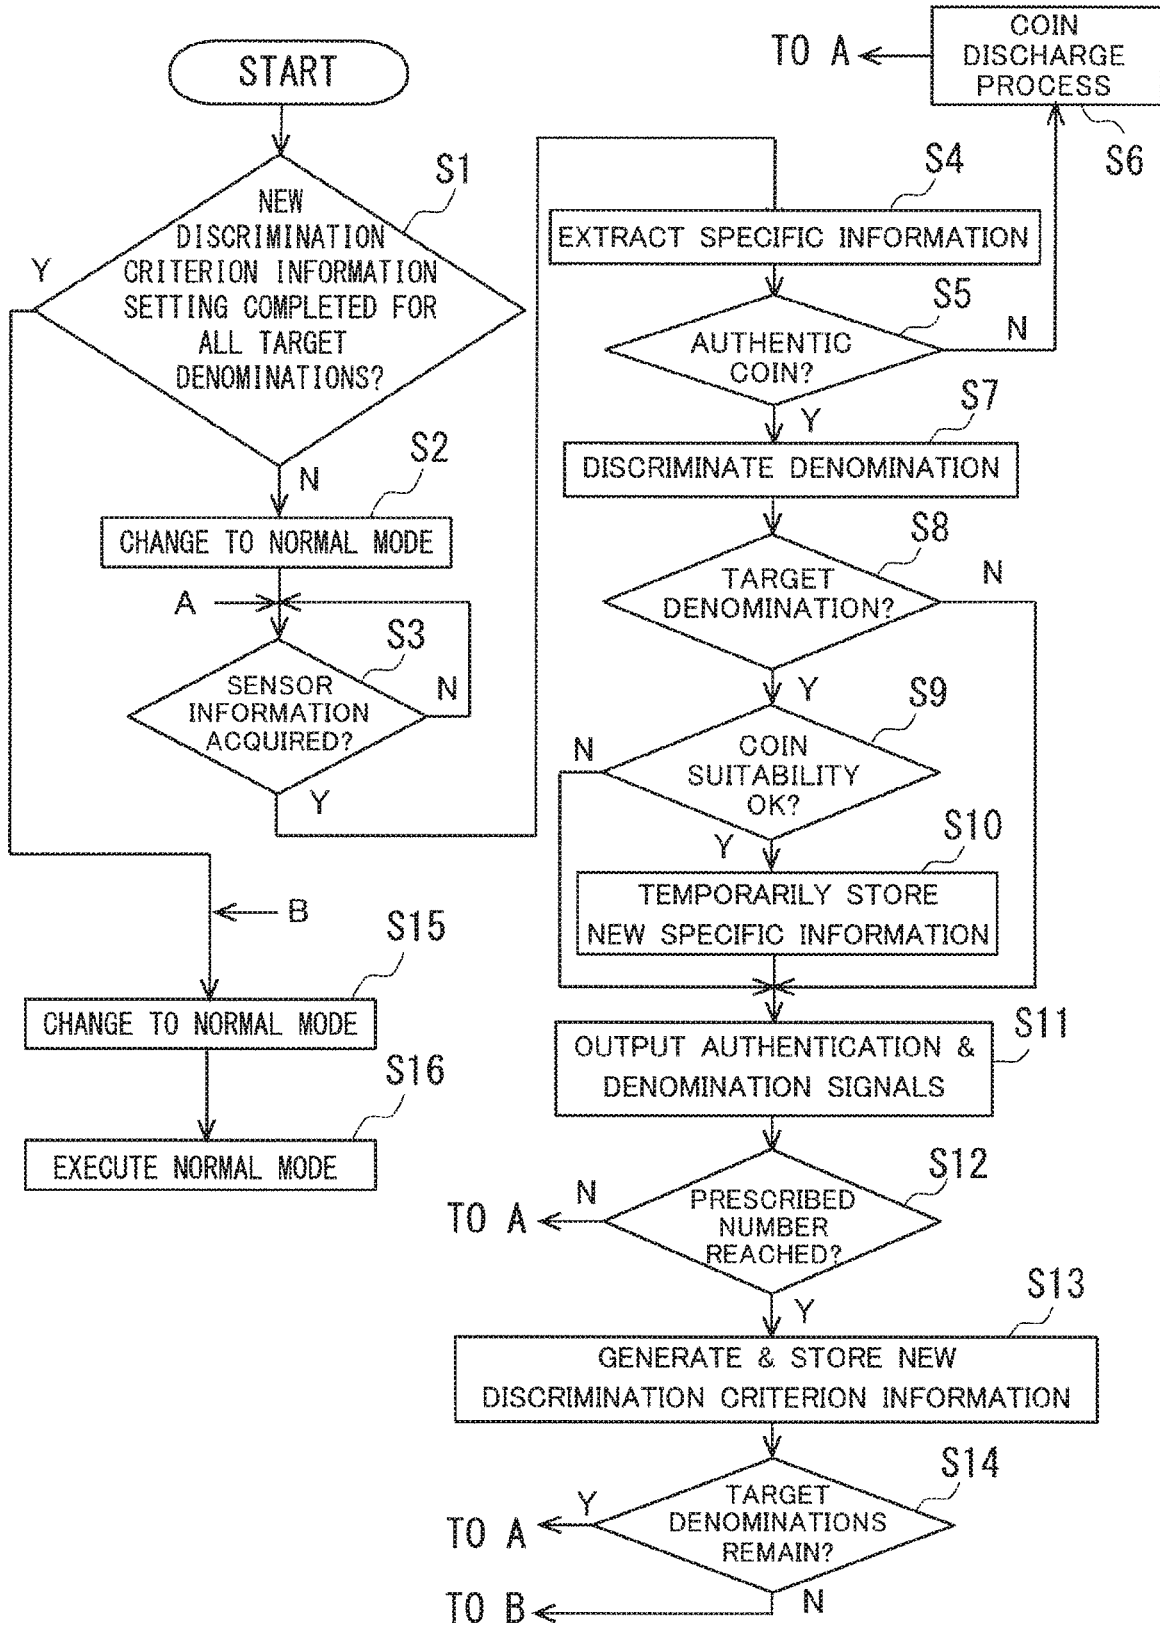 START
S1
NEW
DISCRIMINATION
CRITERION INFORMATION
SETTING COMPLETED FOR
ALL TARGET
DENOMINATIONS?
Y
N
S2
CHANGE TO NORMAL MODE
A
S3
SENSOR
INFORMATION
ACQUIRED?
N
Y
B
S15
CHANGE TO NORMAL MODE
S16
EXECUTE NORMAL MODE
TO A
COIN
DISCHARGE
PROCESS
S6
S4
EXTRACT SPECIFIC INFORMATION
S5
AUTHENTIC
COIN?
N
Y
S7
DISCRIMINATE DENOMINATION
S8
TARGET
DENOMINATION?
N
Y
S9
N
COIN
SUITABILITY
OK?
Y
S10
TEMPORARILY STORE
NEW SPECIFIC INFORMATION
S11
OUTPUT AUTHENTICATION &
DENOMINATION SIGNALS
S12
N
TO A
PRESCRIBED
NUMBER
REACHED?
Y
S13
GENERATE & STORE NEW
DISCRIMINATION CRITERION INFORMATION
S14
Y
TO A
TARGET
DENOMINATIONS
REMAIN?
N
TO B